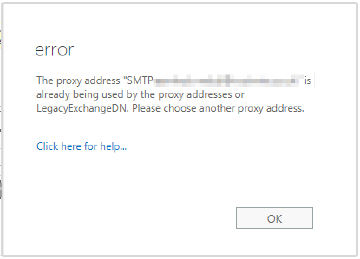 error
The proxy address "SMTP " is
already being used by the proxy addresses or
LegacyExchangeDN. Please choose another proxy address.
Click here for help...
OK